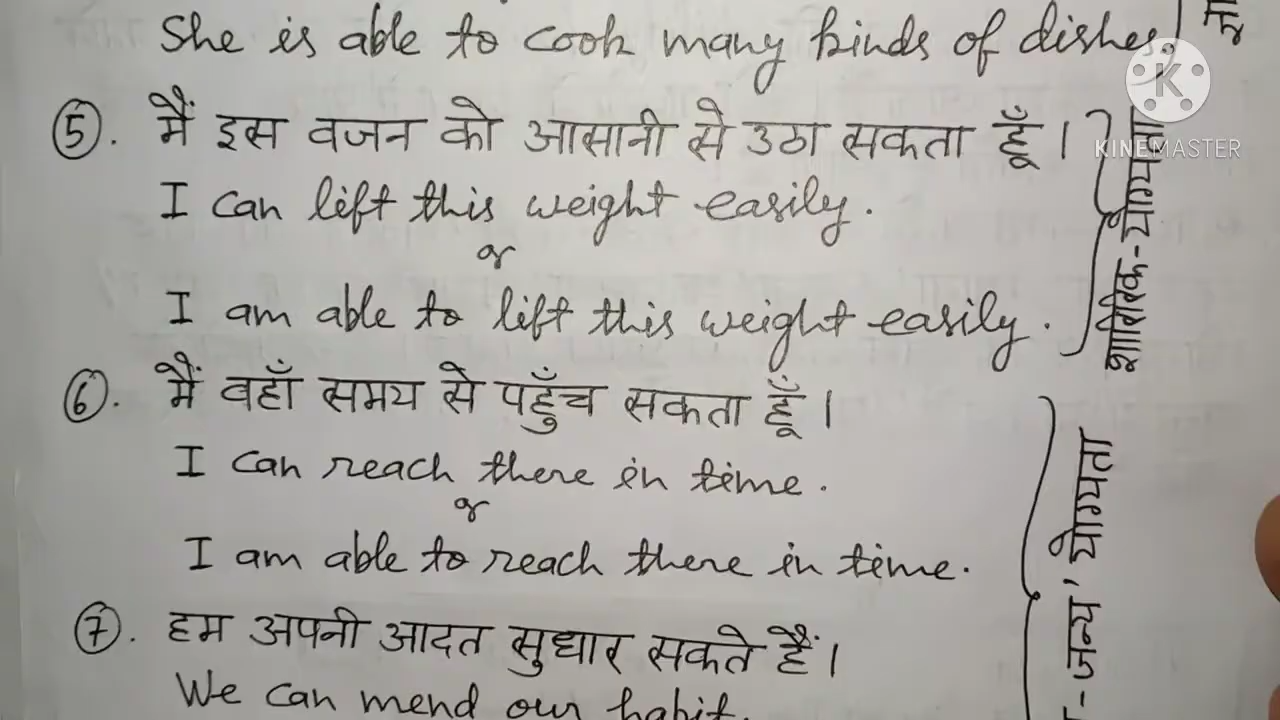 She is able to cook many kinds of dishes.
⑤. मैं इस वजन को आसानी से उठा सकता हूँ।
I can lift this weight easily.
or
I am able to lift this weight easily.
शारीरिक-योग्यता
⑥. मैं वहाँ समय से पहुँच सकता हूँ।
I can reach there in time.
or
I am able to reach there in time.
जन्य' योग्यता
⑦. हम अपनी आदत सुधार सकते हैं।
We can mend our habit.
K
KINEMASTER